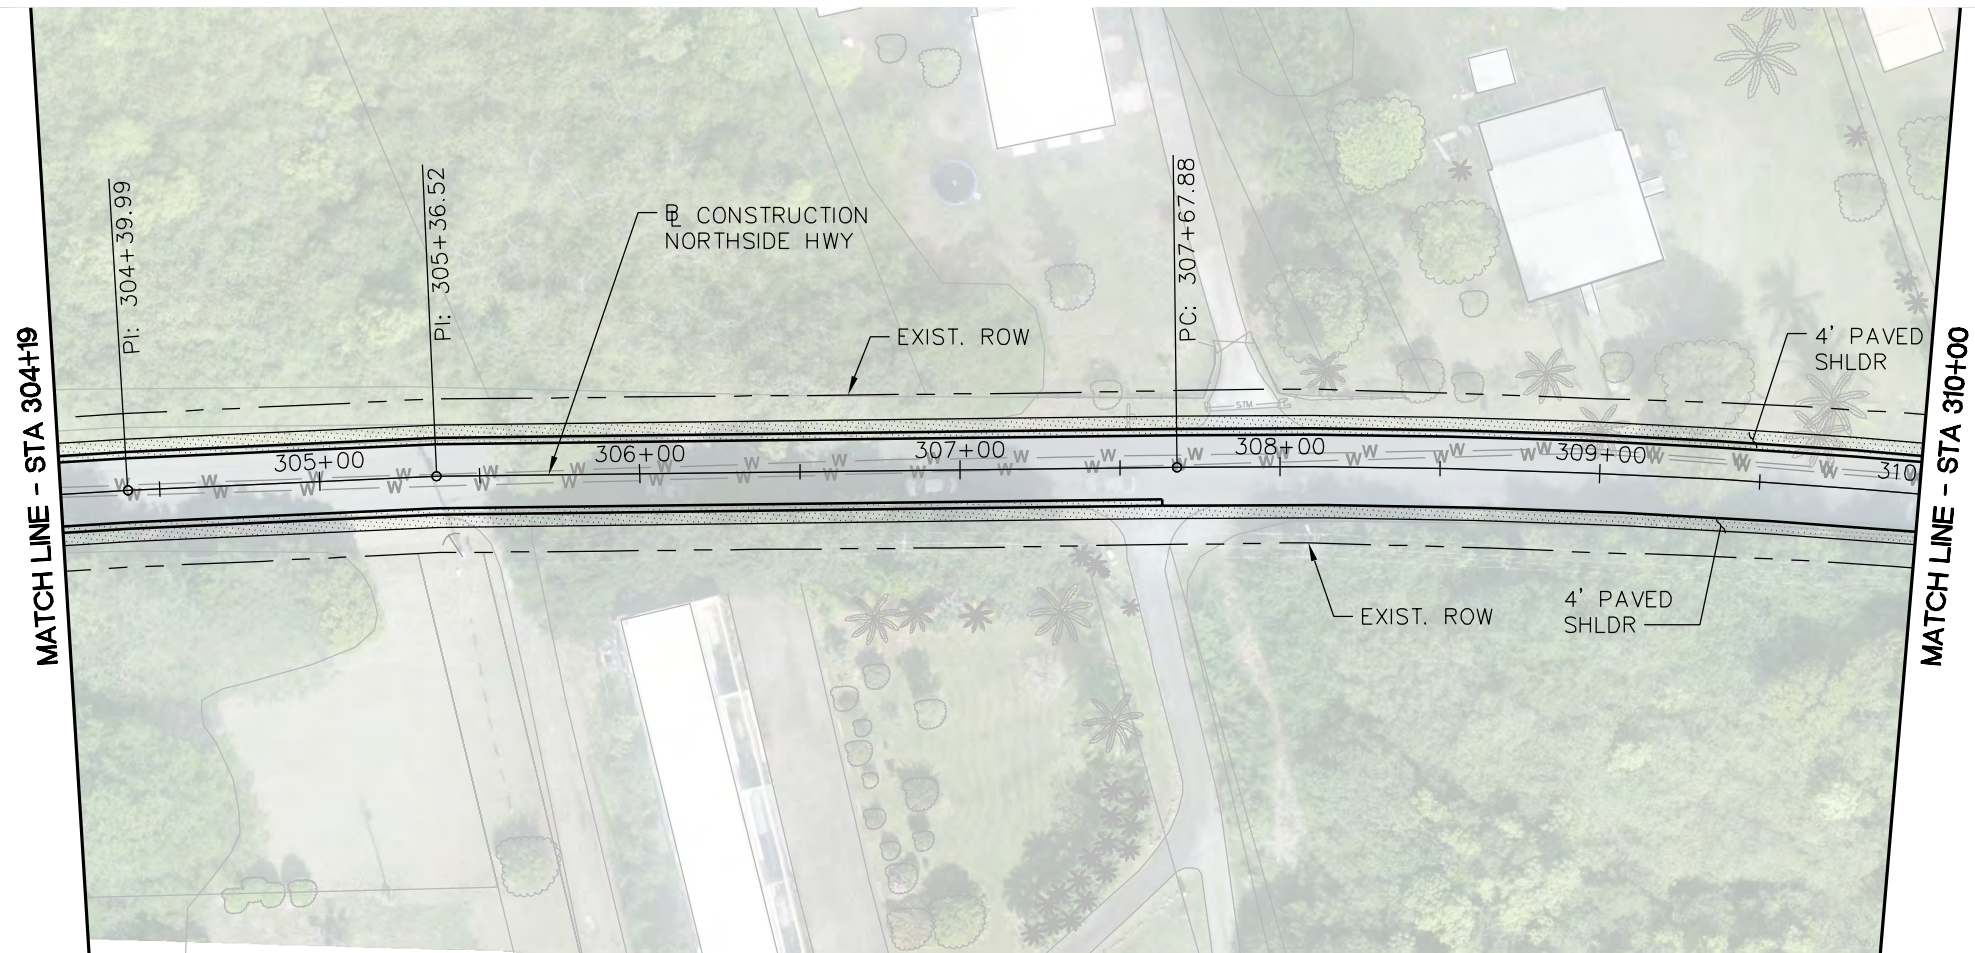 MATCH LINE - STA 304+19
PI: 304+39.99
PI: 305+36.52
℄ CONSTRUCTION
NORTHSIDE HWY
EXIST. ROW
PC: 307+67.88
4' PAVED
SHLDR
MATCH LINE - STA 310+00
STM
305+00
306+00
307+00
308+00
309+00
310
W W W W W W W W W W W W W W W W W W W W W W W W W W W W W W
EXIST. ROW
4' PAVED
SHLDR